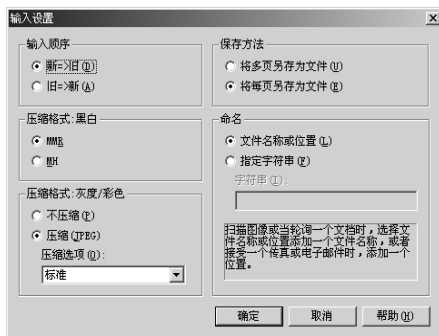 输入设置
输入顺序
新=>旧(D)
旧=>新(A)
压缩格式:黑白
MMR
MH
压缩格式:灰度/彩色
不压缩(P)
压缩(JPEG)
压缩选项(O):
标准
保存方法
将多页另存为文件(U)
将每页另存为文件(E)
命名
文件名称或位置(L)
指定字符串(F)
字符串(I):
扫描图像或当轮询一个文档时，选择文
件名称或位置添加一个文件名称，或者
接受一个传真或电子邮件时，添加一个
位置。
确定
取消
帮助(H)